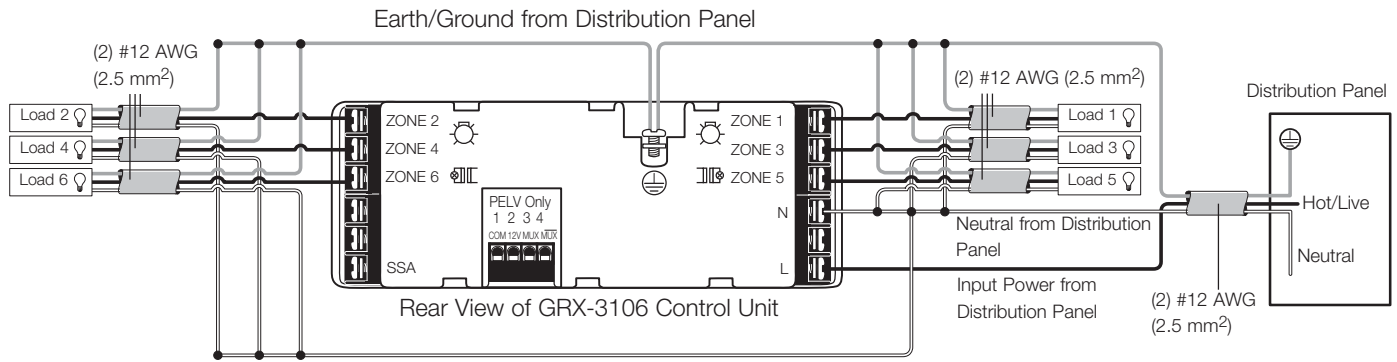 Earth/Ground from Distribution Panel
(2) #12 AWG
(2.5 mm2)
(2) #12 AWG (2.5 mm2)
Distribution Panel
Load 2
Load 4
Load 6
ZONE 2
ZONE 4
ZONE 6
SSA
PELV Only
1 2 3 4
COM 12V MUX M̅U̅X̅
ZONE 1
ZONE 3
ZONE 5
N
L
Load 1
Load 3
Load 5
Neutral from Distribution
Panel
Input Power from
Distribution Panel
Hot/Live
Neutral
(2) #12 AWG
(2.5 mm2)
Rear View of GRX-3106 Control Unit